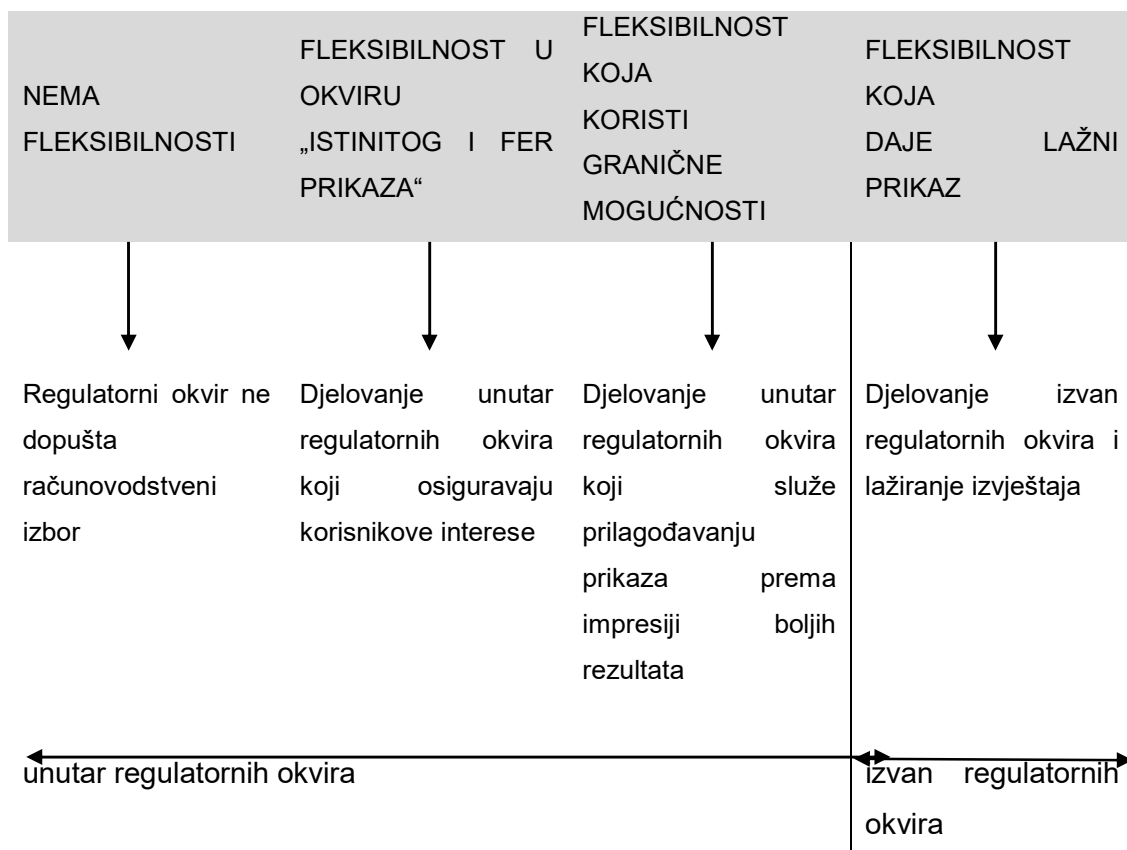 NEMA
FLEKSIBILNOSTI
FLEKSIBILNOST U
OKVIRU
„ISTINITOG I FER
PRIKAZA“
FLEKSIBILNOST
KOJA
KORISTI
GRANIČNE
MOGUĆNOSTI
FLEKSIBILNOST
KOJA
DAJE LAŽNI
PRIKAZ
Regulatorni okvir ne
dopušta
računovodstveni
izbor
Djelovanje unutar
regulatornih okvira
koji osiguravaju
korisnikove interese
Djelovanje unutar
regulatornih okvira
koji služe
prilagođavanju
prikaza prema
impresiji boljih
rezultata
Djelovanje izvan
regulatornih okvira i
lažiranje izvještaja
unutar regulatornih okvira
izvan regulatornih
okvira